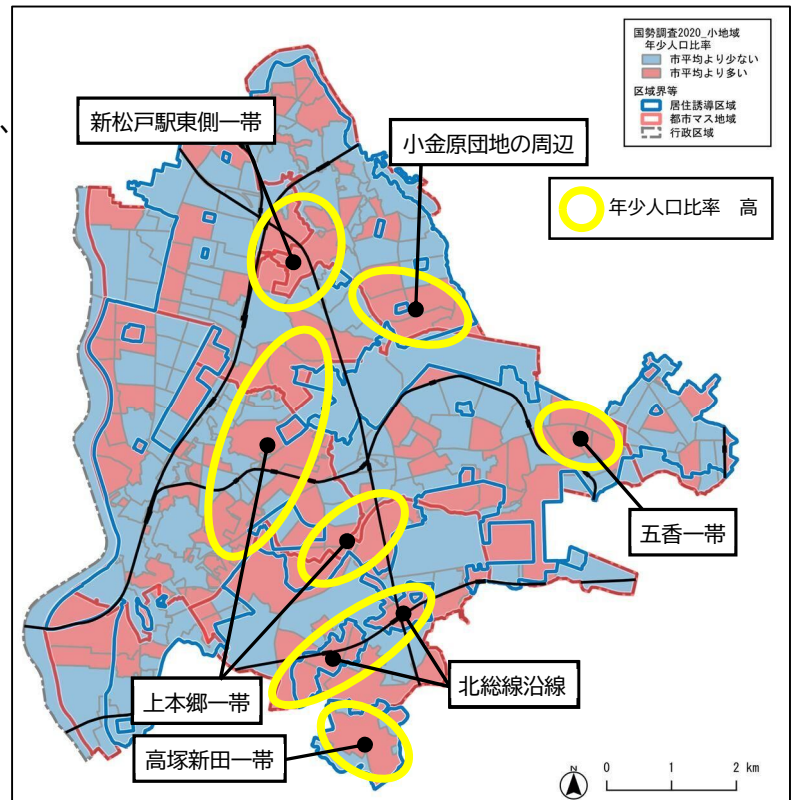 、
国勢調査2020_小地域
年少人口比率
市平均より少ない
市平均より多い
区域界等
居住誘導区域
都市マス地域
行政区域
新松戸駅東側一帯
小金原団地の周辺
年少人口比率 高
五香一帯
北総線沿線
上本郷一帯
高塚新田一帯
N
0 1 2 km